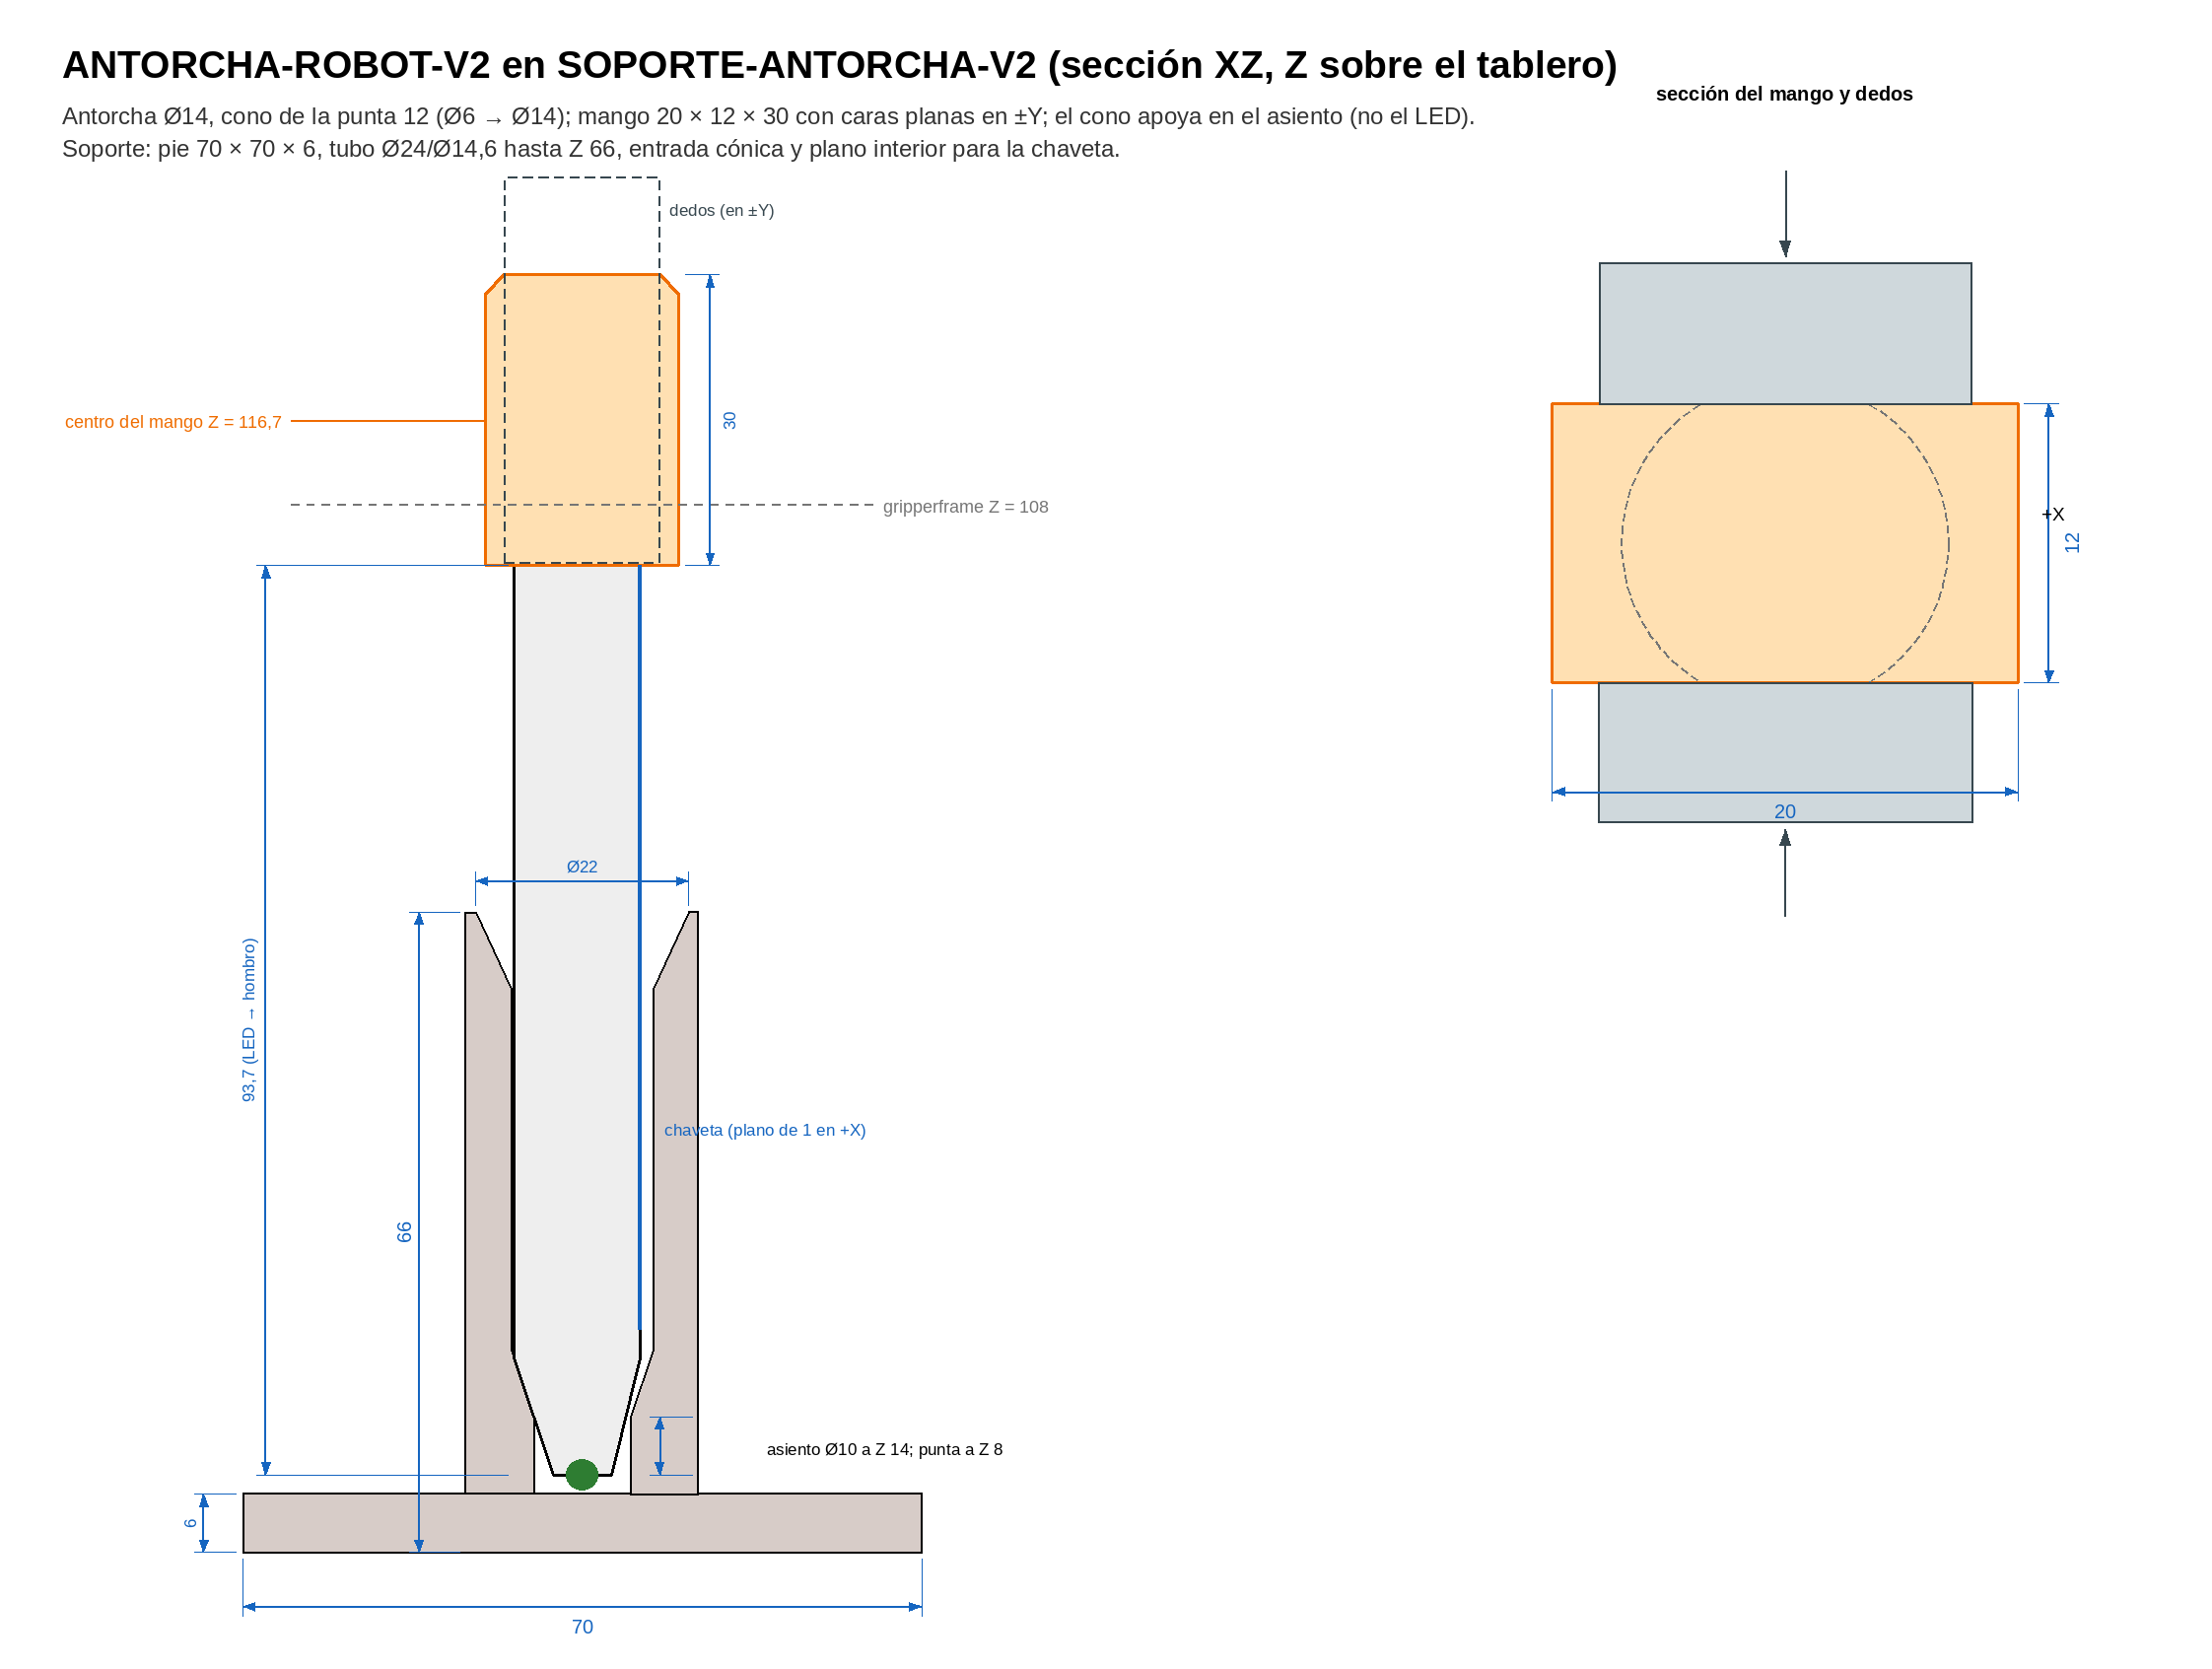 ANTORCHA-ROBOT-V2 en SOPORTE-ANTORCHA-V2 (sección XZ, Z sobre el tablero)
Antorcha Ø14, cono de la punta 12 (Ø6 → Ø14); mango 20 × 12 × 30 con caras planas en ±Y; el cono apoya en el asiento (no el LED).
Soporte: pie 70 × 70 × 6, tubo Ø24/Ø14,6 hasta Z 66, entrada cónica y plano interior para la chaveta.
sección del mango y dedos
dedos (en ±Y)
centro del mango Z = 116,7
30
gripperframe Z = 108
+X
12
20
Ø22
93,7 (LED → hombro)
chaveta (plano de 1 en +X)
66
asiento Ø10 a Z 14; punta a Z 8
6
70